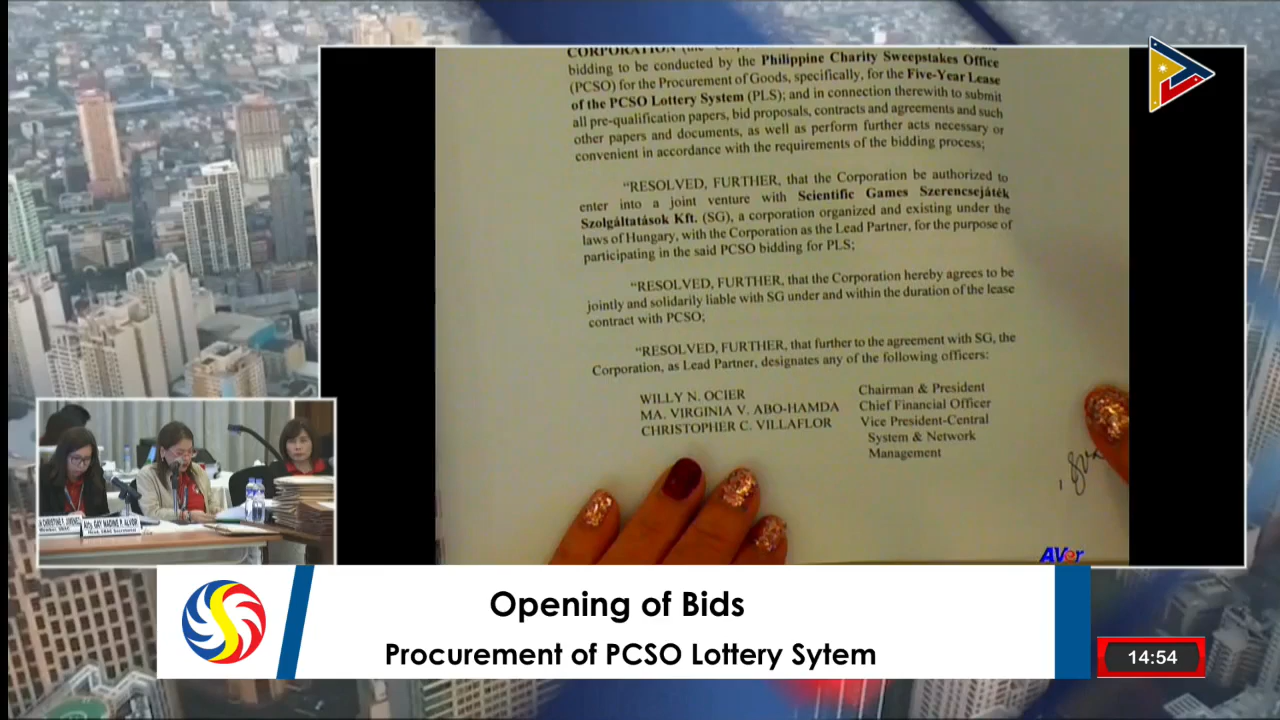 CORPORATION
bidding to be conducted by the Philippine Charity Sweepstakes Office
(PCSO) for the Procurement of Goods, specifically, for the Five-Year Lease
of the PCSO Lottery System (PLS); and in connection therewith to submit
all pre-qualification papers, bid proposals, contracts and agreements and such
other papers and documents, as well as perform further acts necessary or
convenient in accordance with the requirements of the bidding process;
“RESOLVED, FURTHER, that the Corporation be authorized to
enter into a joint venture with Scientific Games Szerencsejáték
Szolgáltatások Kft. (SG), a corporation organized and existing under the
laws of Hungary, with the Corporation as the Lead Partner, for the purpose of
participating in the said PCSO bidding for PLS;
“RESOLVED, FURTHER, that the Corporation hereby agrees to be
jointly and solidarily liable with SG under and within the duration of the lease
contract with PCSO;
“RESOLVED, FURTHER, that further to the agreement with SG, the
Corporation, as Lead Partner, designates any of the following officers:
WILLY N. OCIER Chairman & President
MA. VIRGINIA V. ABO-HAMDA Chief Financial Officer
CHRISTOPHER C. VILLAFLOR Vice President-Central
System & Network
Management
AVer
CHRISTINE F.
Atty. GAY NADINE P. ALVOR
Opening of Bids
Procurement of PCSO Lottery Sytem
14:54